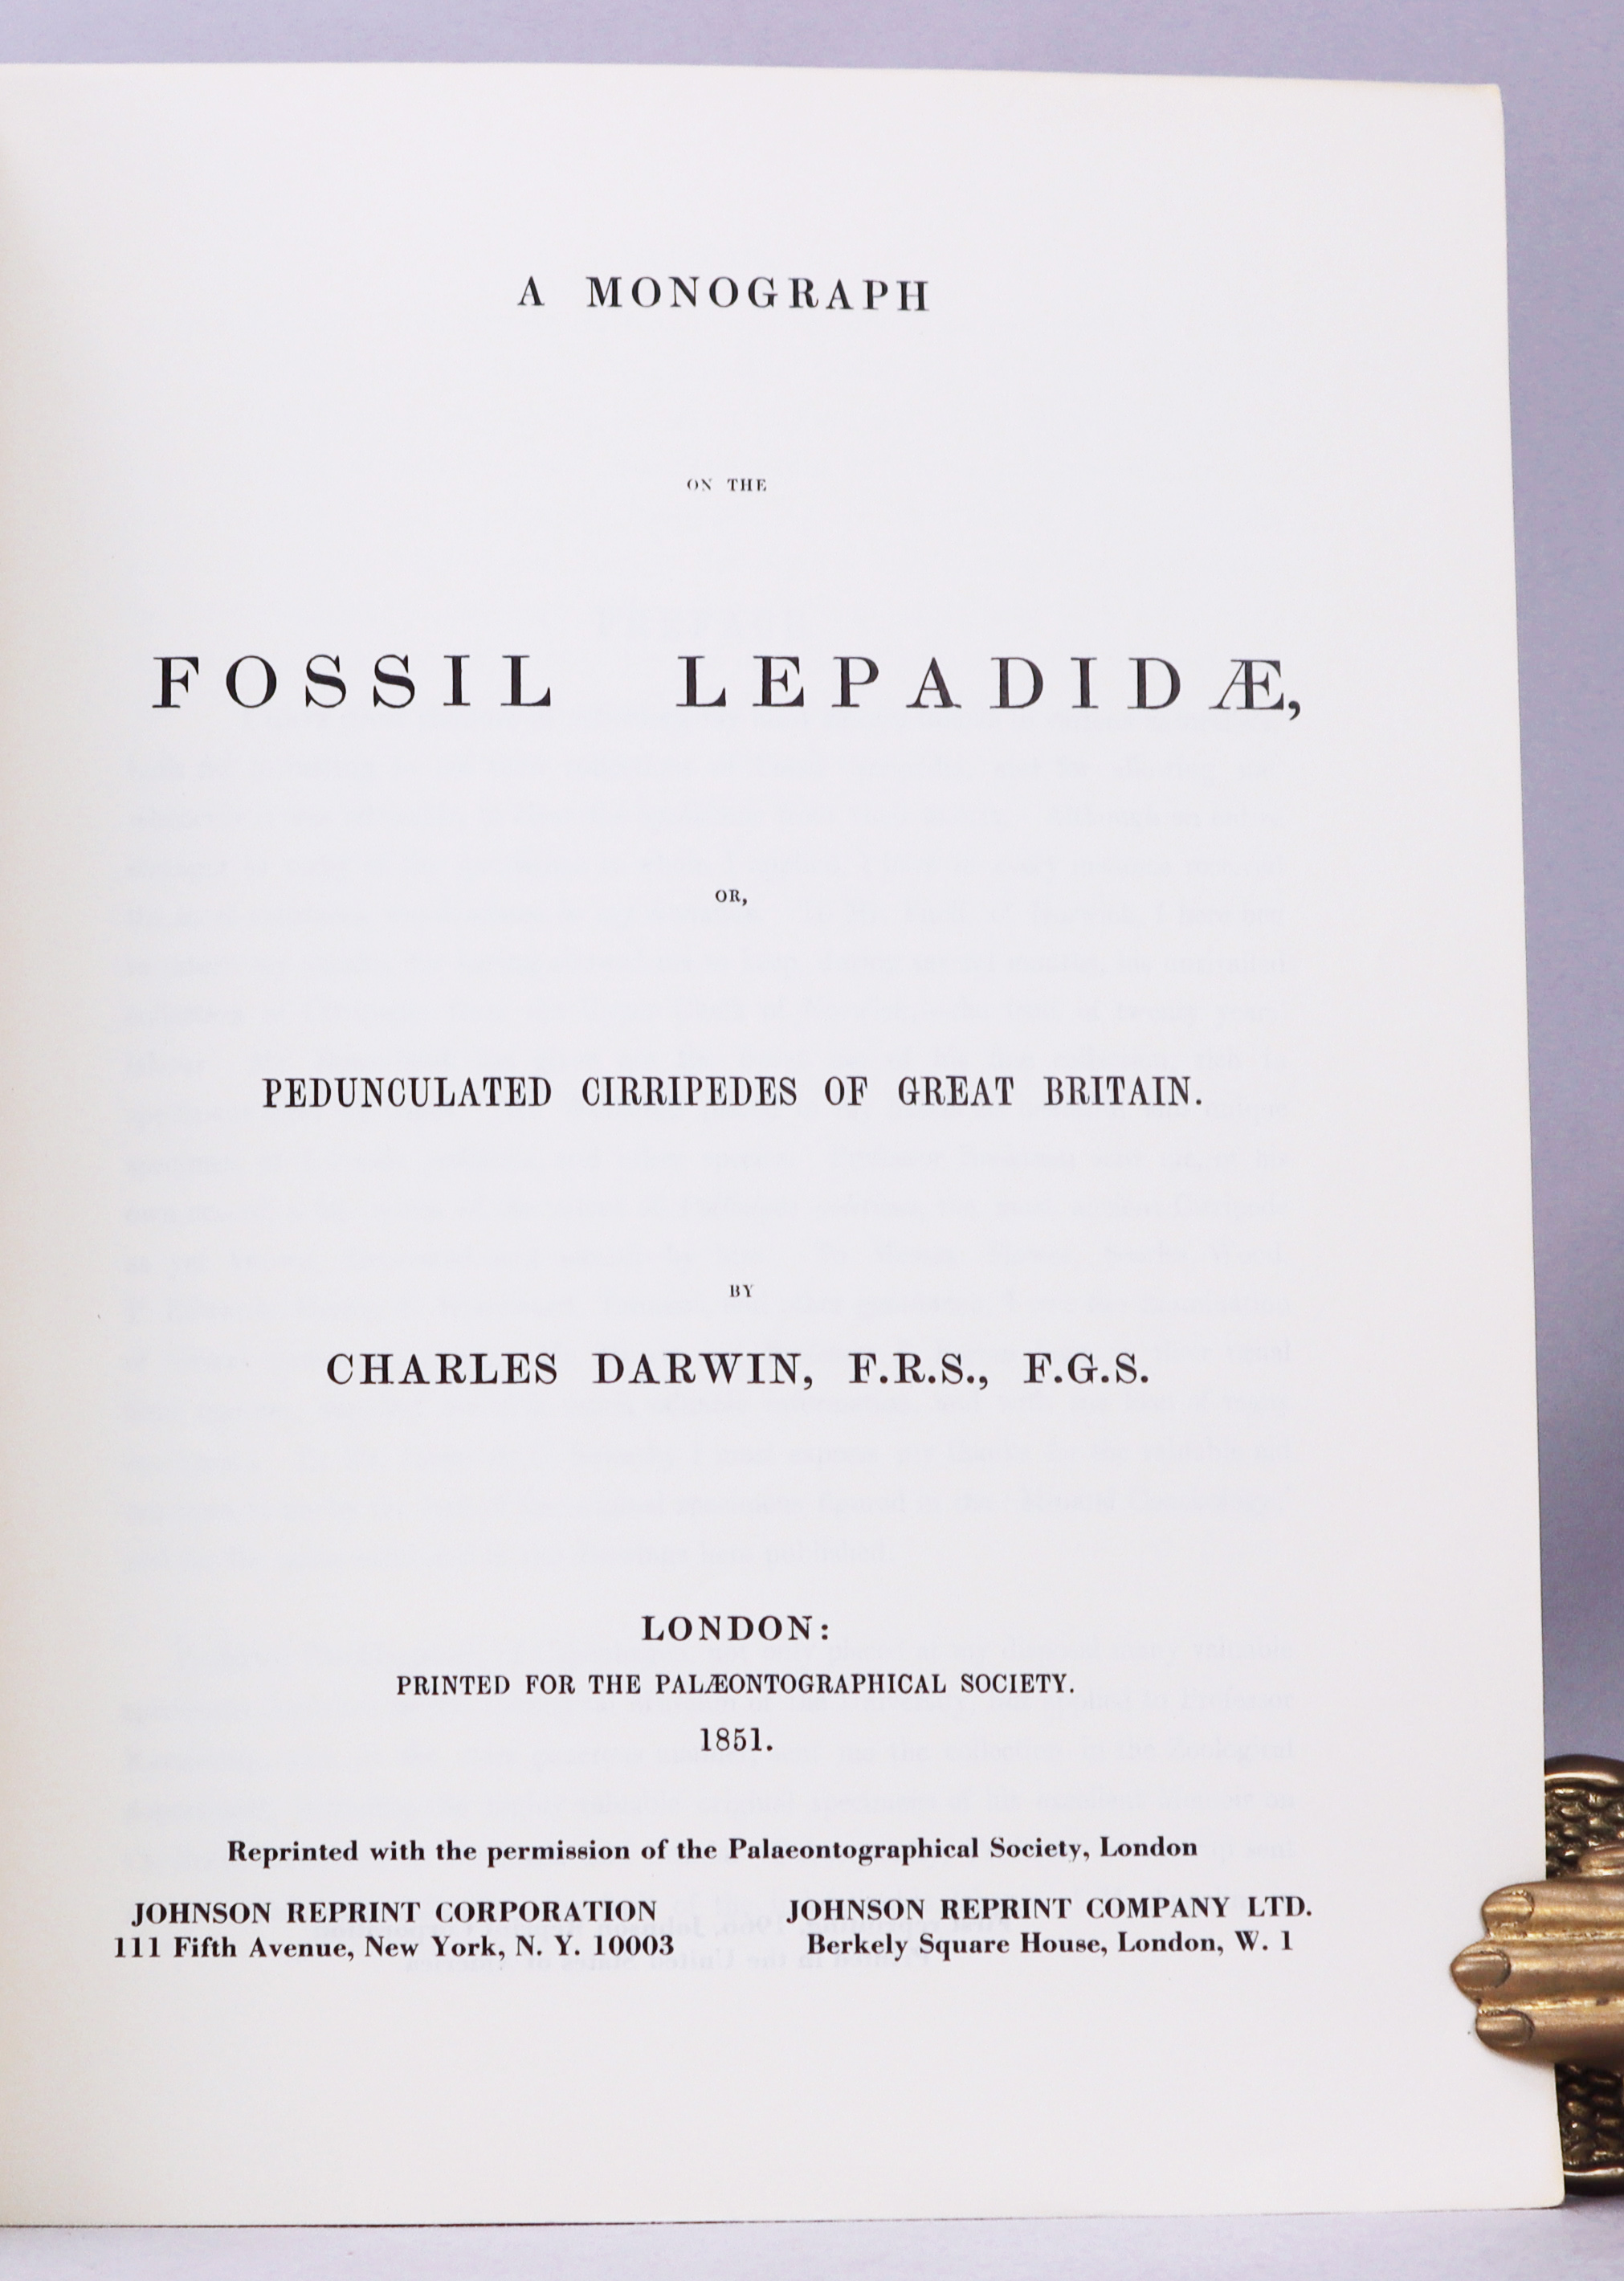 A MONOGRAPH
ON THE
FOSSIL LEPADIDÆ,
OR,
PEDUNCULATED CIRRIPEDES OF GREAT BRITAIN.
BY
CHARLES DARWIN, F.R.S., F.G.S.
LONDON:
PRINTED FOR THE PALÆONTOGRAPHICAL SOCIETY.
1851.
Reprinted with the permission of the Palaeontographical Society, London
JOHNSON REPRINT CORPORATION
111 Fifth Avenue, New York, N. Y. 10003
JOHNSON REPRINT COMPANY LTD.
Berkely Square House, London, W. 1